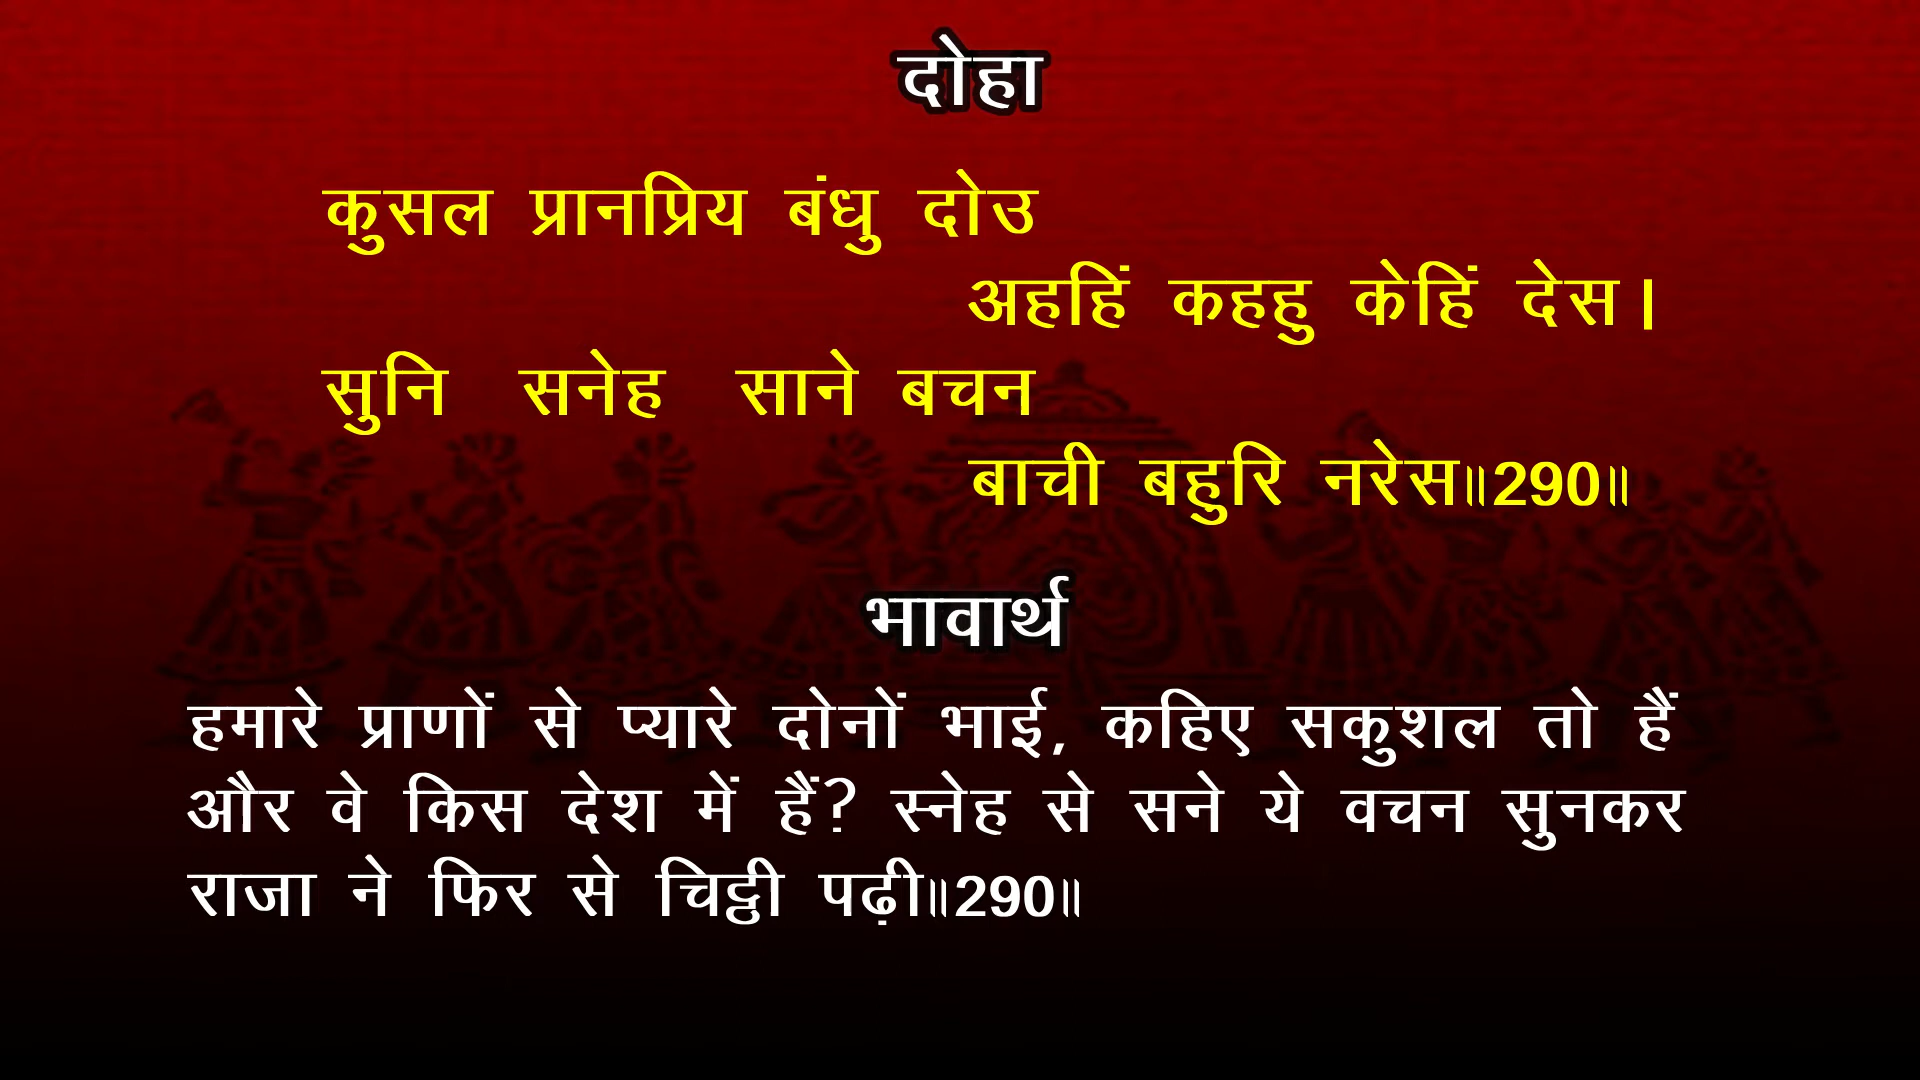 दोहा
कुसल प्रानप्रिय बंधु दोउ
अहहिं कहहु केहिं देस।
सुनि सनेह साने बचन
बाची बहुरि नरेस॥290॥
भावार्थ
हमारे प्राणों से प्यारे दोनों भाई, कहिए सकुशल तो हैं
और वे किस देश में हैं? स्नेह से सने ये वचन सुनकर
राजा ने फिर से चिट्ठी पढ़ी॥290॥